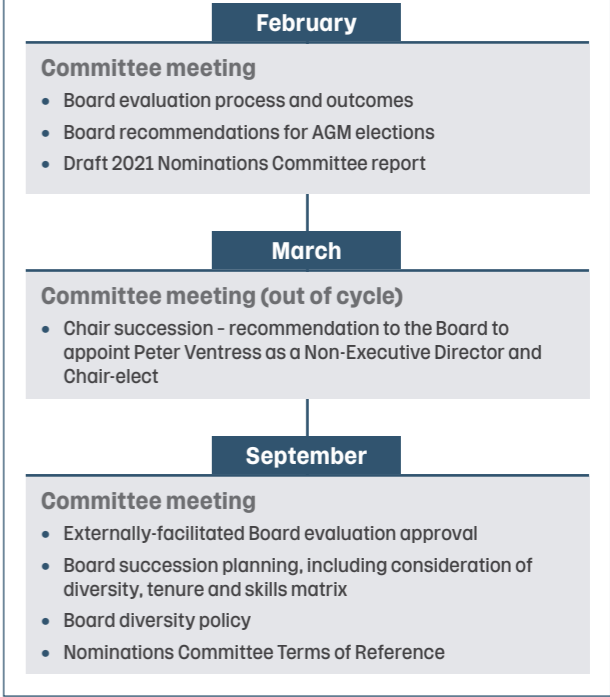 February
Committee meeting
• Board evaluation process and outcomes
• Board recommendations for AGM elections
• Draft 2021 Nominations Committee report
March
Committee meeting (out of cycle)
• Chair succession – recommendation to the Board to
appoint Peter Ventress as a Non-Executive Director and
Chair-elect
September
Committee meeting
• Externally-facilitated Board evaluation approval
• Board succession planning, including consideration of
diversity, tenure and skills matrix
• Board diversity policy
• Nominations Committee Terms of Reference